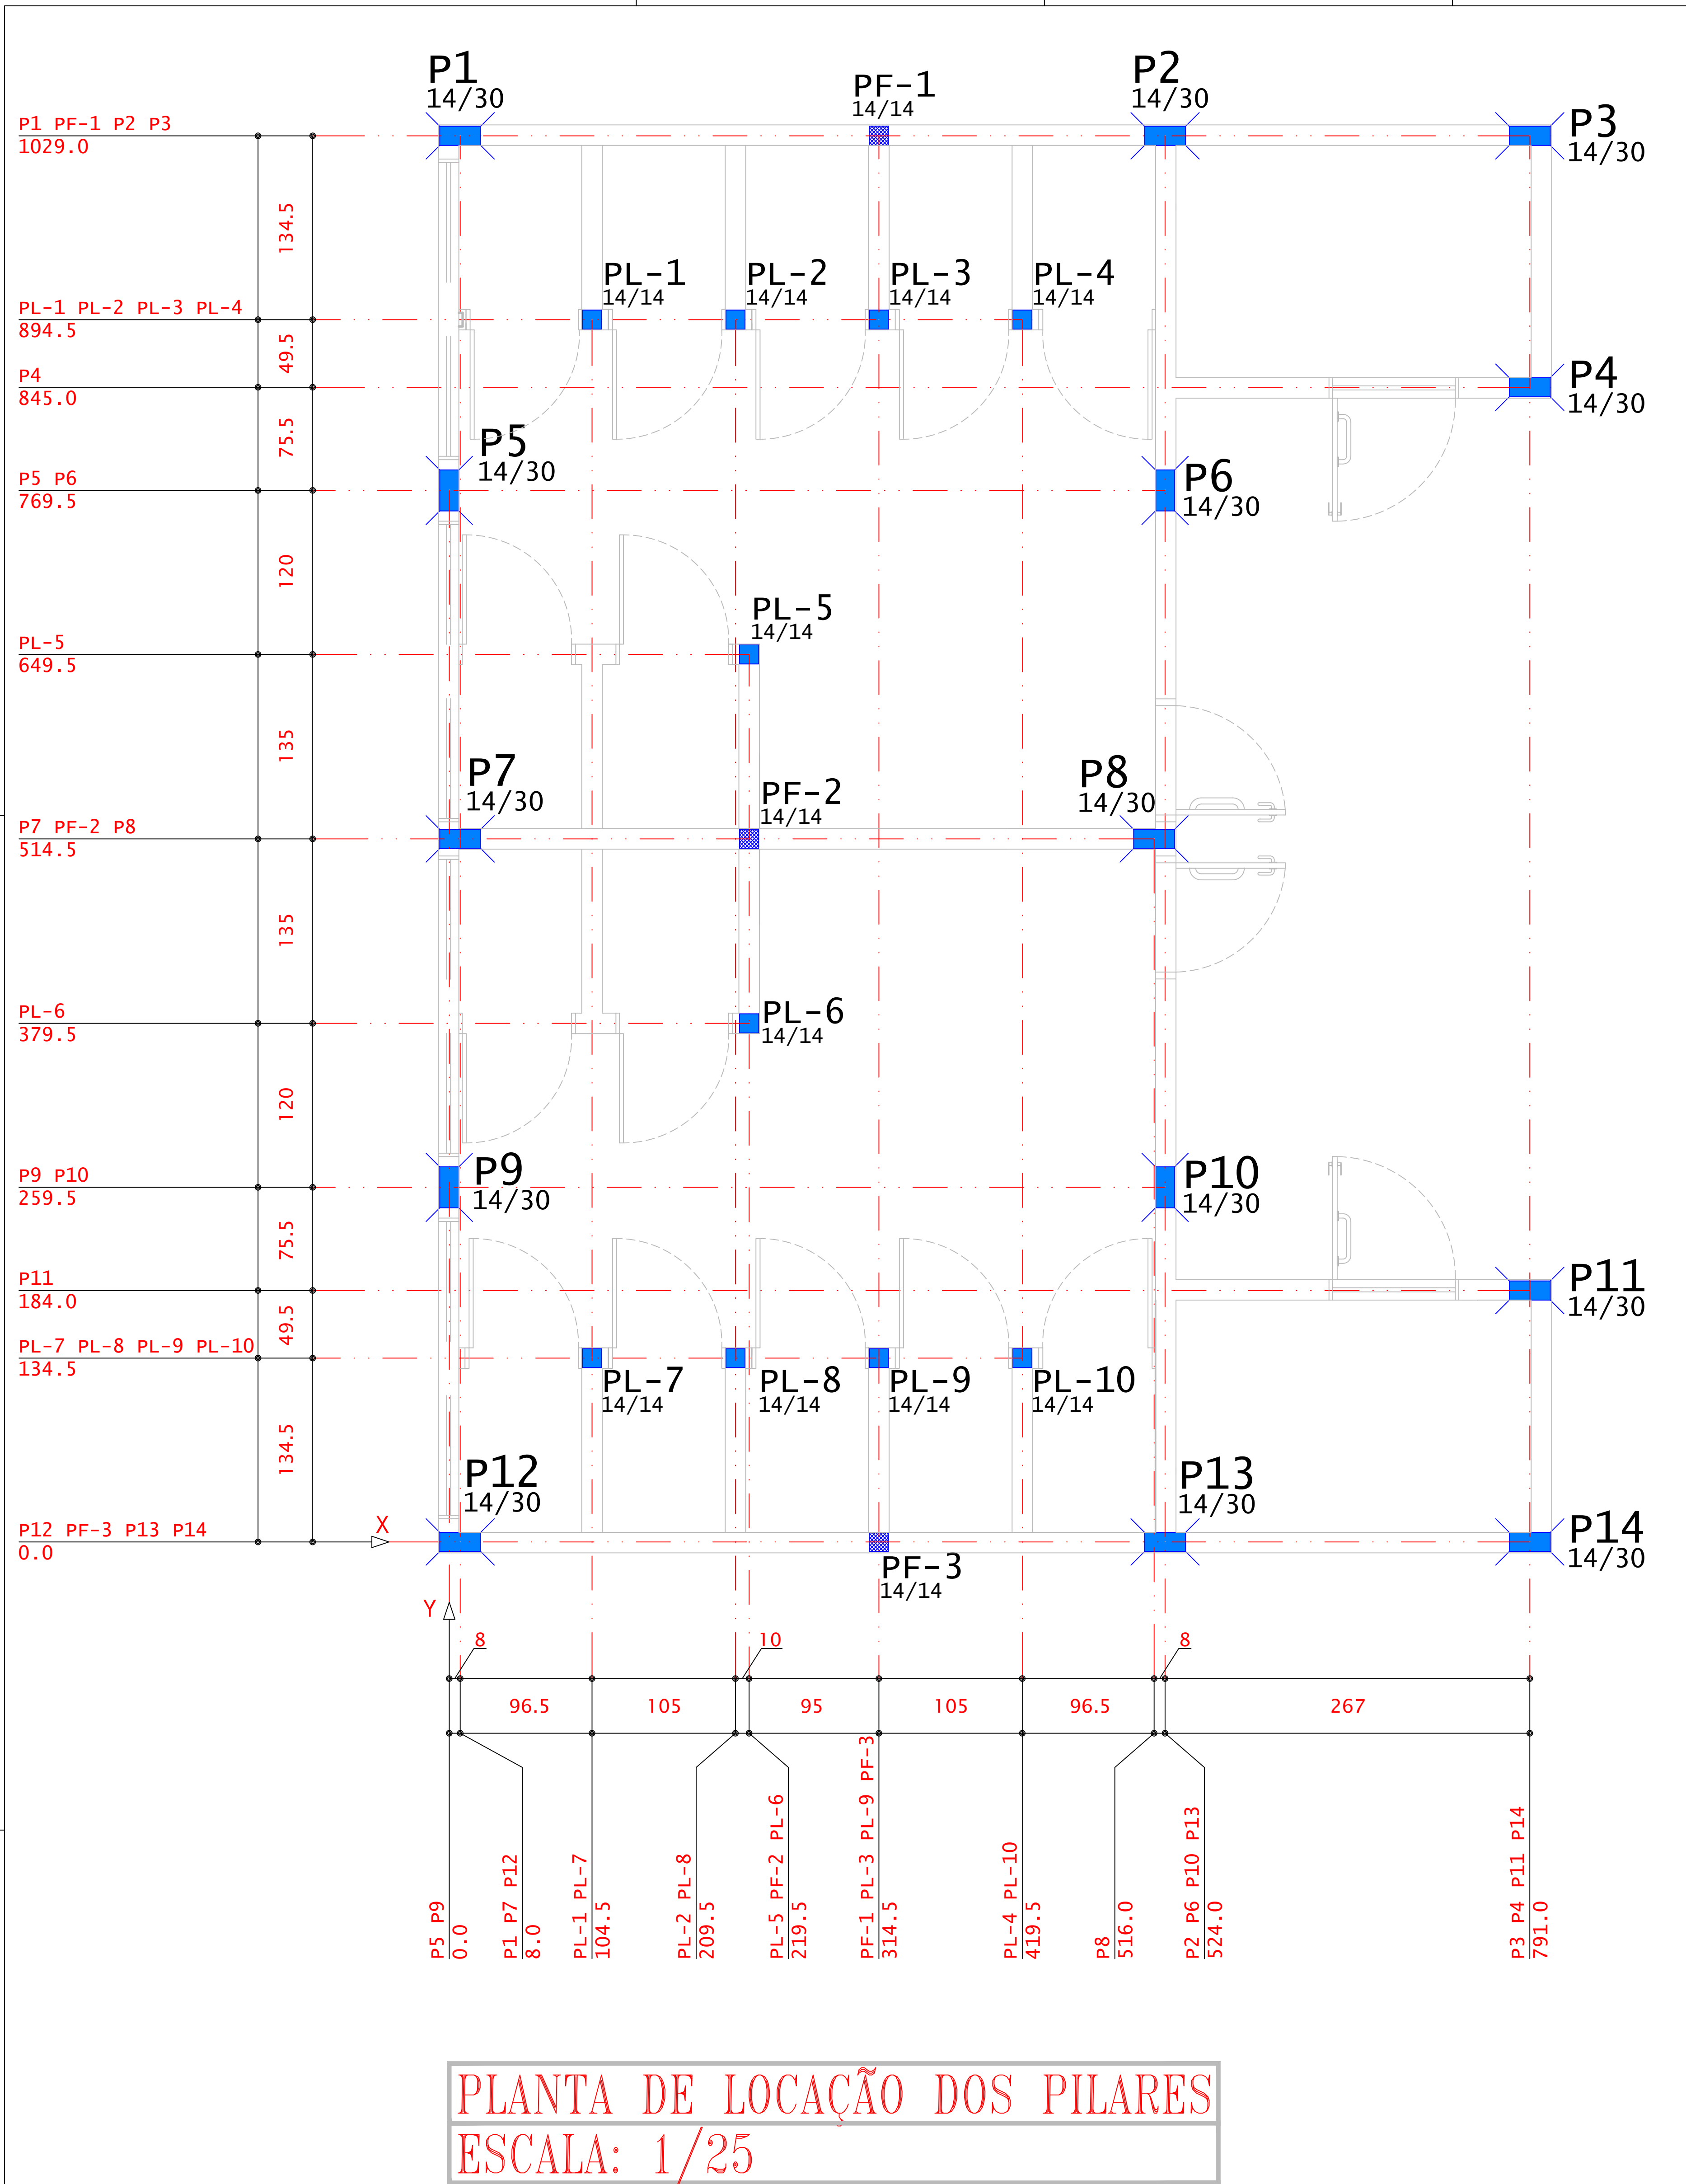 P1
14/30
PF-1
14/14
P2
14/30
P3
14/30
P1 PF-1 P2 P3
1029.0
134.5
PL-1
14/14
PL-2
14/14
PL-3
14/14
PL-4
14/14
PL-1 PL-2 PL-3 PL-4
894.5
49.5
P4
845.0
P4
14/30
75.5
P5
14/30
P6
14/30
P5 P6
769.5
120
PL-5
14/14
PL-5
649.5
135
P7
14/30
PF-2
14/14
P8
14/30
P7 PF-2 P8
514.5
135
PL-6
14/14
PL-6
379.5
120
P9
14/30
P10
14/30
P9 P10
259.5
75.5
P11
184.0
P11
14/30
49.5
PL-7 PL-8 PL-9 PL-10
134.5
PL-7
14/14
PL-8
14/14
PL-9
14/14
PL-10
14/14
134.5
P12
14/30
P13
14/30
P14
14/30
P12 PF-3 P13 P14
0.0
X
PF-3
14/14
Y
8
10
8
96.5
105
95
105
96.5
267
P5 P9
0.0
P1 P7 P12
8.0
PL-1 PL-7
104.5
PL-2 PL-8
209.5
PL-5 PF-2 PL-6
219.5
PF-1 PL-3 PL-9 PF-3
314.5
PL-4 PL-10
419.5
P8
516.0
P2 P6 P10 P13
524.0
P3 P4 P11 P14
791.0
PLANTA DE LOCAÇÃO DOS PILARES
ESCALA: 1/25